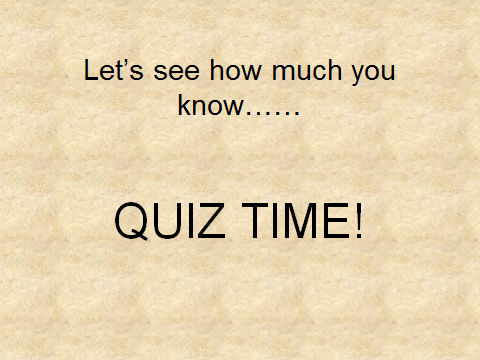 Let’s see how much you
know……
QUIZ TIME!